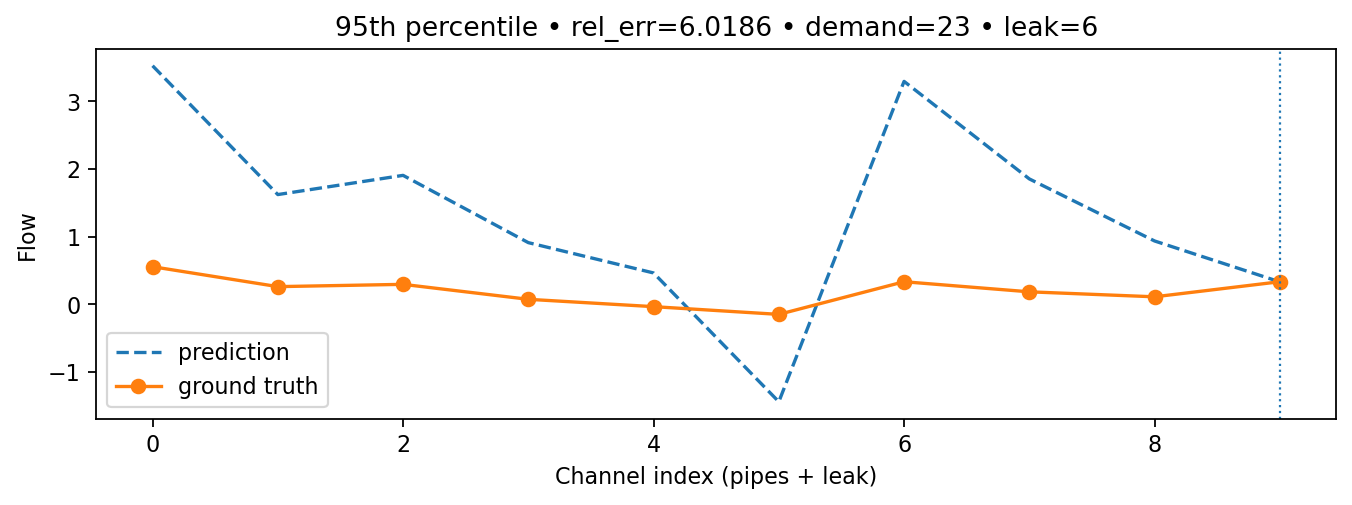 95th percentile • rel_err=6.0186 • demand=23 • leak=6
Flow
3
2
1
0
−1
prediction
ground truth
0 2 4 6 8
Channel index (pipes + leak)